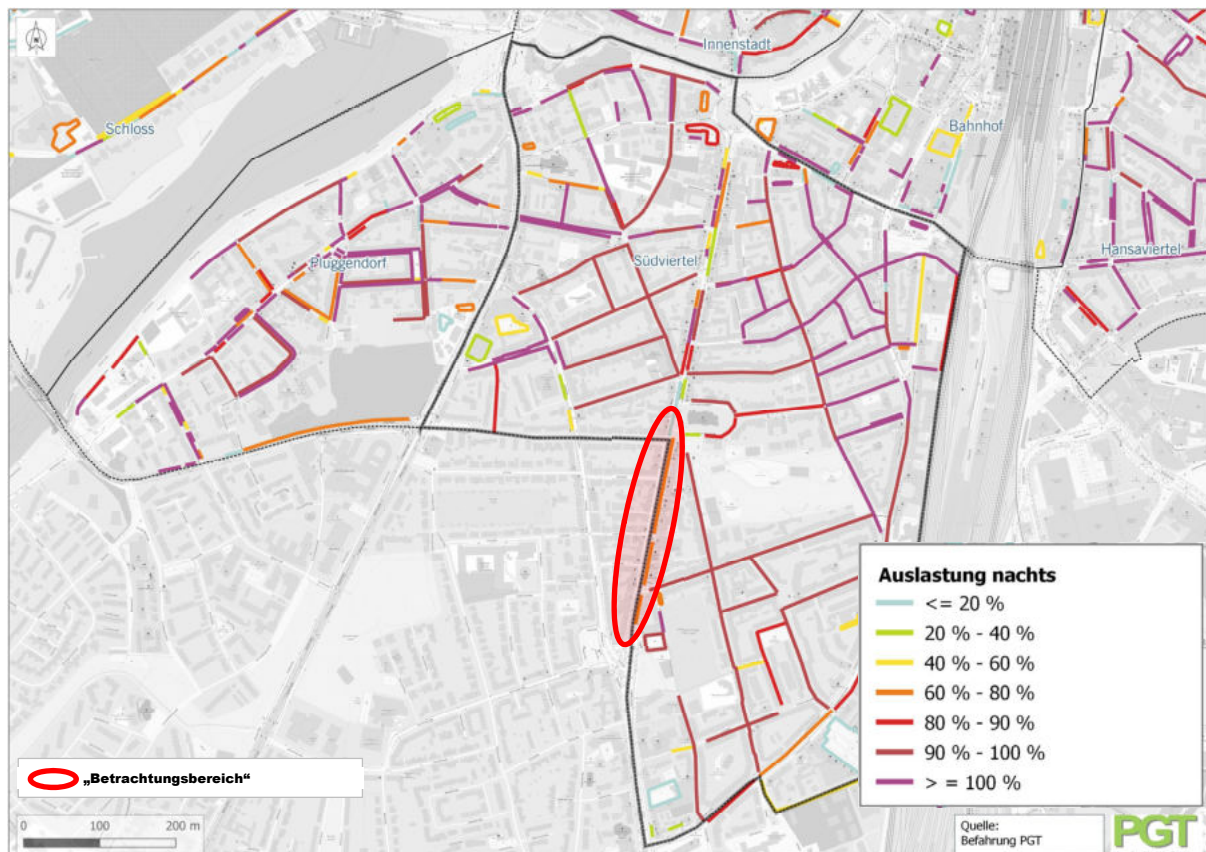 Innenstadt
Schloss
Bahnhof
Pluggendorf
Südviertel
Hansaviertel
Auslastung nachts
<= 20 %
20 % - 40 %
40 % - 60 %
60 % - 80 %
80 % - 90 %
90 % - 100 %
> = 100 %
„Betrachtungsbereich“
0 100 200 m
Quelle:
Befahrung PGT
PGT